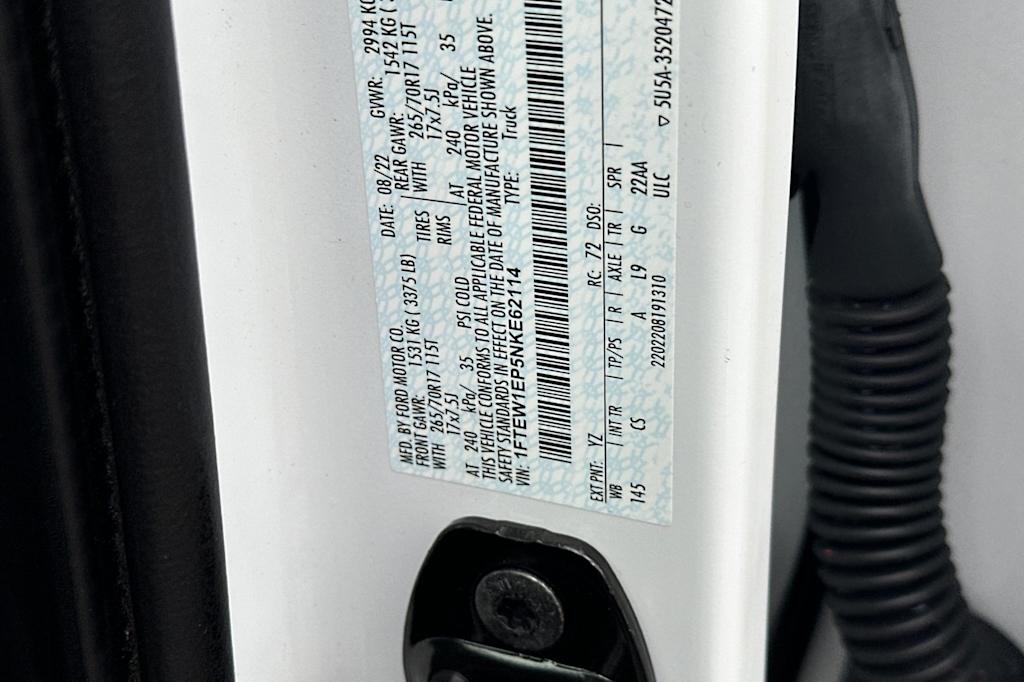 MFD. BY FORD MOTOR CO.
DATE: 08/22 GVWR: 2994 KG
FRONT GAWR: 1531 KG ( 3375 LB) REAR GAWR: 1542 KG (
WITH 265/70R17 115T TIRES WITH 265/70R17 115T
17x7.5J RIMS 17x7.5J
AT 240 kPa/ 35 PSI COLD AT 240 kPa/ 35
THIS VEHICLE CONFORMS TO ALL APPLICABLE FEDERAL MOTOR VEHICLE
SAFETY STANDARDS IN EFFECT ON THE DATE OF MANUFACTURE SHOWN ABOVE.
VIN: 1FTEW1EP5NKE62114 TYPE: Truck
EXT PNT: YZ RC: 72 DSO:
WB | INT TR | TP/PS | R | AXLE | TR | SPR |
145 CS A L9 G 22AA
2202208191310 ULC ▽ 5U5A-3520472